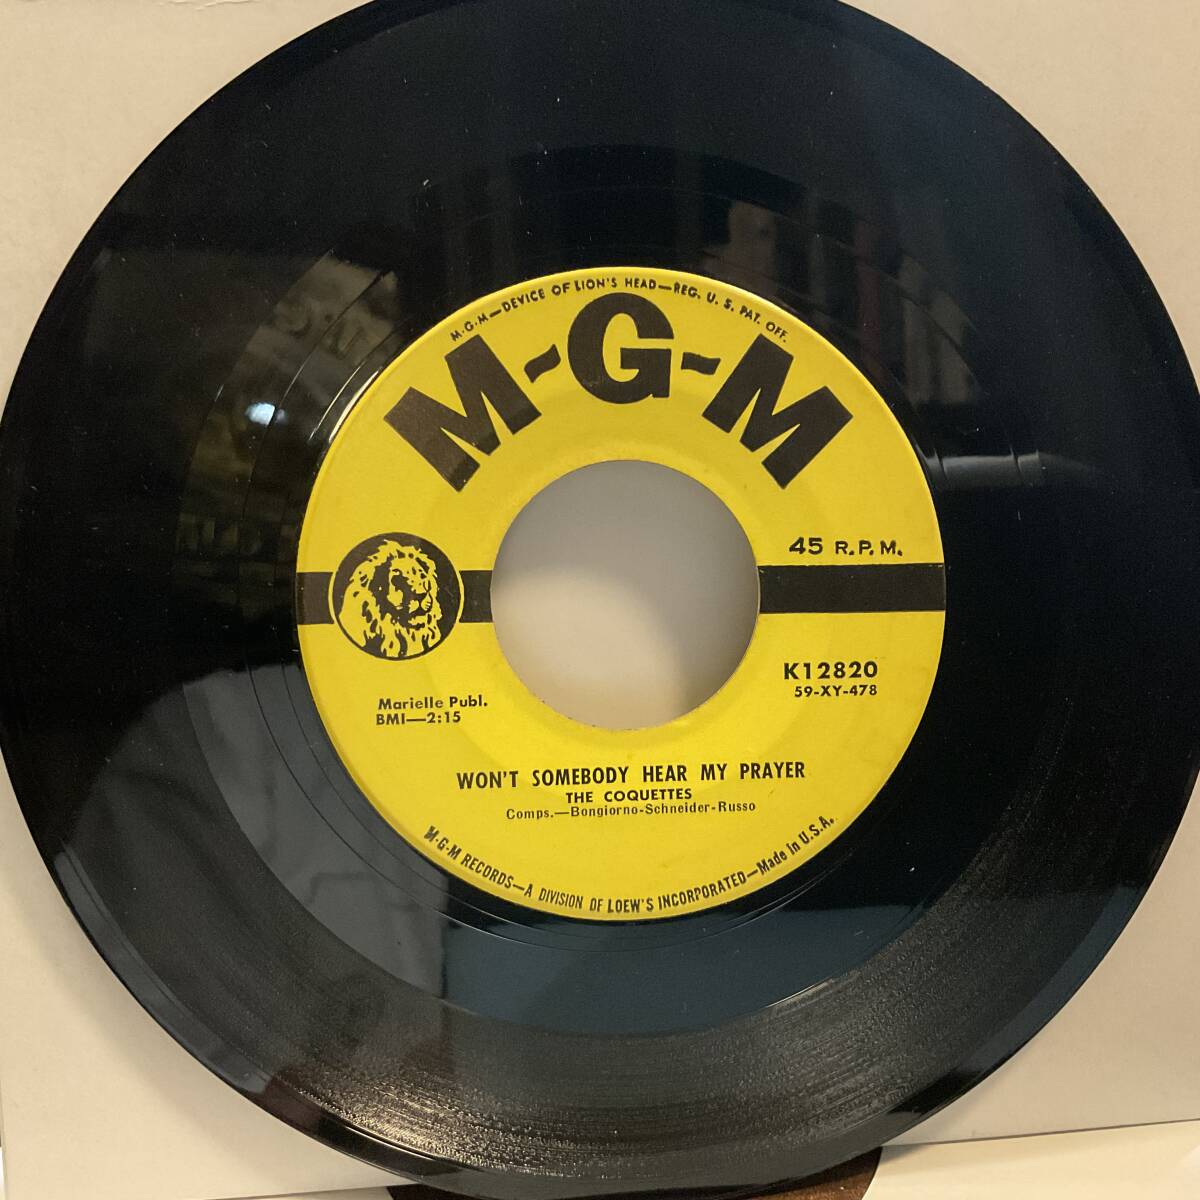 M-G-M—DEVICE OF LION'S HEAD—REG. U. S. PAT. OFF.
M-G-M
45 R.P.M.
K12820
59-XY-478
Marielle Publ.
BMI—2:15
WON'T SOMEBODY HEAR MY PRAYER
THE COQUETTES
Comps.—Bongiorno-Schneider-Russo
M-G-M RECORDS—A DIVISION OF LOEW'S INCORPORATED—Made in U.S.A.